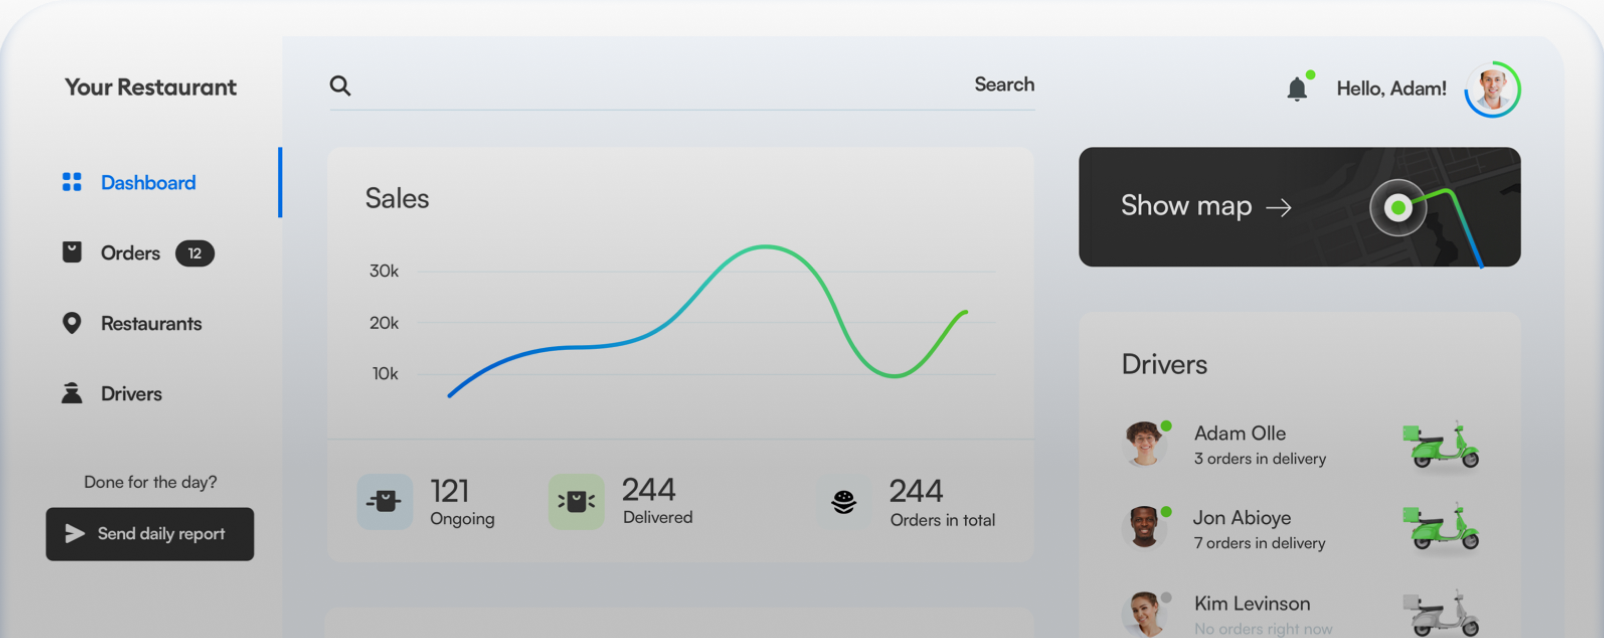 Your Restaurant
Dashboard
Orders 12
Restaurants
Drivers
Done for the day?
Send daily report
Search
Hello, Adam!
Sales
30k
20k
10k
121
Ongoing
244
Delivered
244
Orders in total
Show map →
Drivers
Adam Olle
3 orders in delivery
Jon Abioye
7 orders in delivery
Kim Levinson
No orders right now